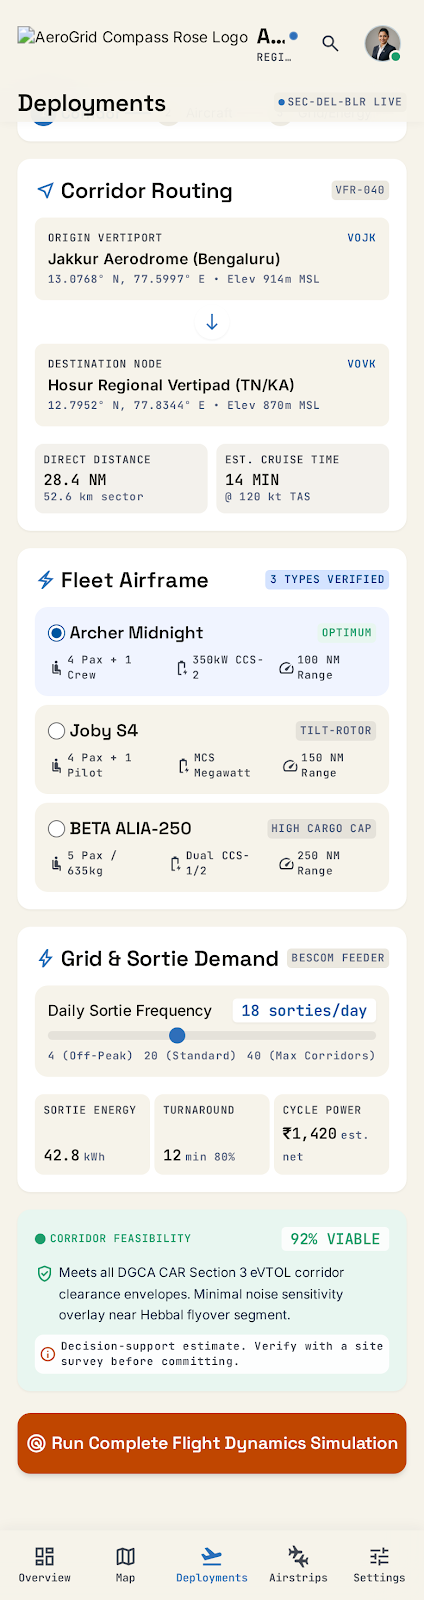 AeroGrid Compass Rose Logo
A...
REGI...
Deployments
SEC-DEL-BLR LIVE
Corridor Routing
VFR-040
ORIGIN VERTIPORT
VOJK
Jakkur Aerodrome (Bengaluru)
13.0768° N, 77.5997° E • Elev 914m MSL
DESTINATION NODE
VOVK
Hosur Regional Vertipad (TN/KA)
12.7952° N, 77.8344° E • Elev 870m MSL
DIRECT DISTANCE
28.4 NM
52.6 km sector
EST. CRUISE TIME
14 MIN
@ 120 kt TAS
Fleet Airframe
3 TYPES VERIFIED
Archer Midnight
OPTIMUM
4 Pax + 1
Crew
350kW CCS-
2
100 NM
Range
Joby S4
TILT-ROTOR
4 Pax + 1
Pilot
MCS
Megawatt
150 NM
Range
BETA ALIA-250
HIGH CARGO CAP
5 Pax /
635kg
Dual CCS-
1/2
250 NM
Range
Grid & Sortie Demand
BESCOM FEEDER
Daily Sortie Frequency
18 sorties/day
4 (Off-Peak)
20 (Standard)
40 (Max Corridors)
SORTIE ENERGY
42.8 kWh
TURNAROUND
12 min 80%
CYCLE POWER
₹1,420 est.
net
CORRIDOR FEASIBILITY
92% VIABLE
Meets all DGCA CAR Section 3 eVTOL corridor
clearance envelopes. Minimal noise sensitivity
overlay near Hebbal flyover segment.
Decision-support estimate. Verify with a site
survey before committing.
Run Complete Flight Dynamics Simulation
Overview
Map
Deployments
Airstrips
Settings